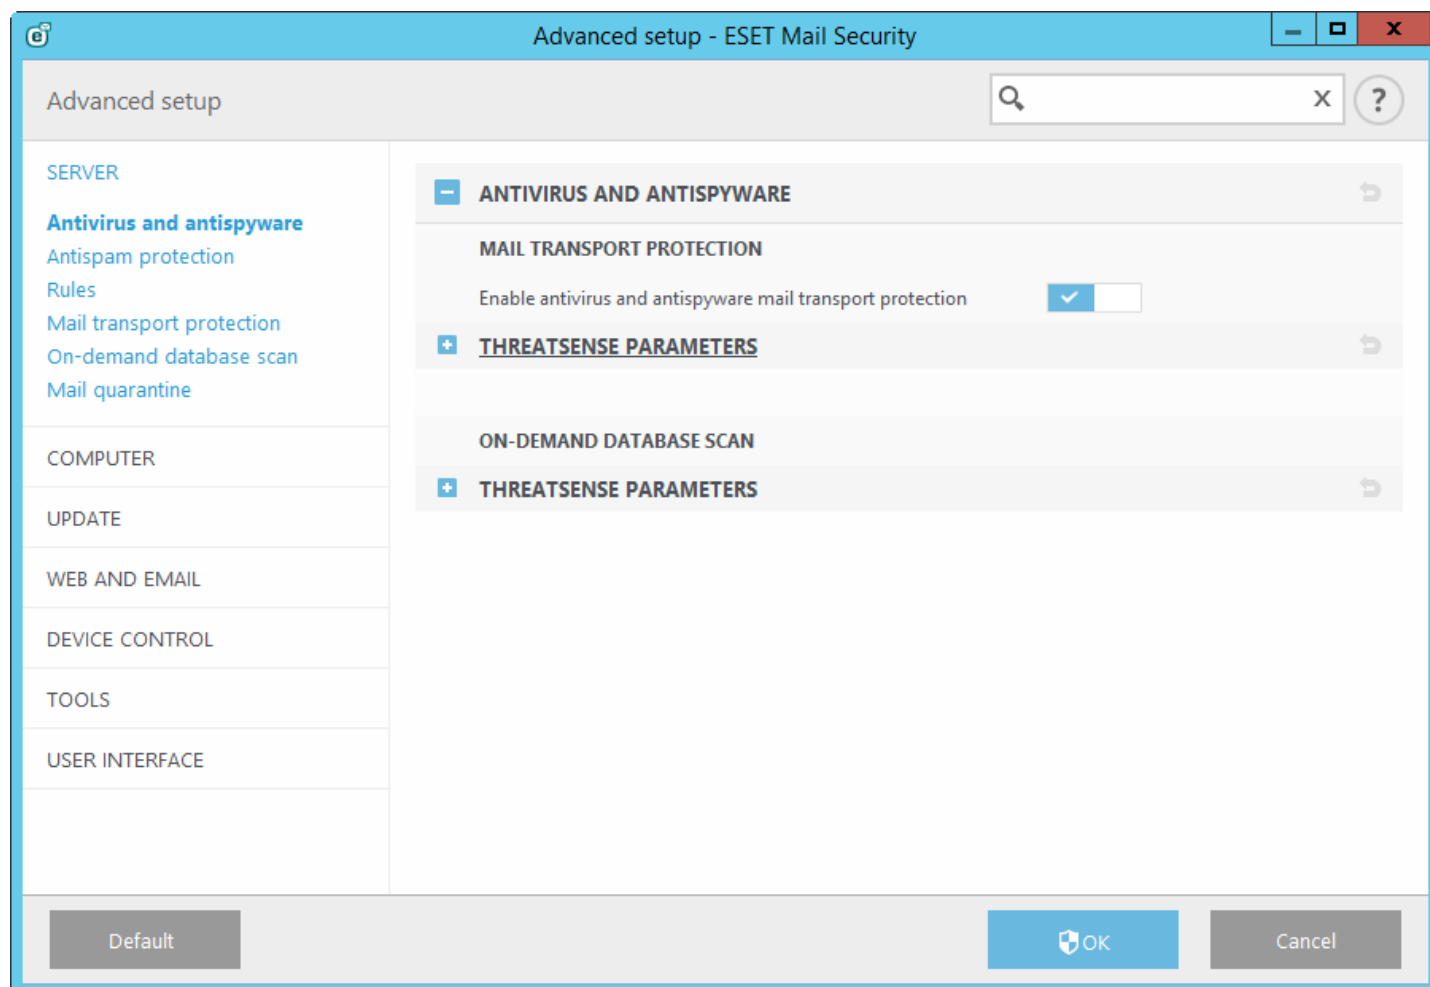 Advanced setup - ESET Mail Security
Advanced setup
SERVER
Antivirus and antispyware
Antispam protection
Rules
Mail transport protection
On-demand database scan
Mail quarantine
COMPUTER
UPDATE
WEB AND EMAIL
DEVICE CONTROL
TOOLS
USER INTERFACE
ANTIVIRUS AND ANTISPYWARE
MAIL TRANSPORT PROTECTION
Enable antivirus and antispyware mail transport protection
THREATSENSE PARAMETERS
ON-DEMAND DATABASE SCAN
THREATSENSE PARAMETERS
Default
OK
Cancel